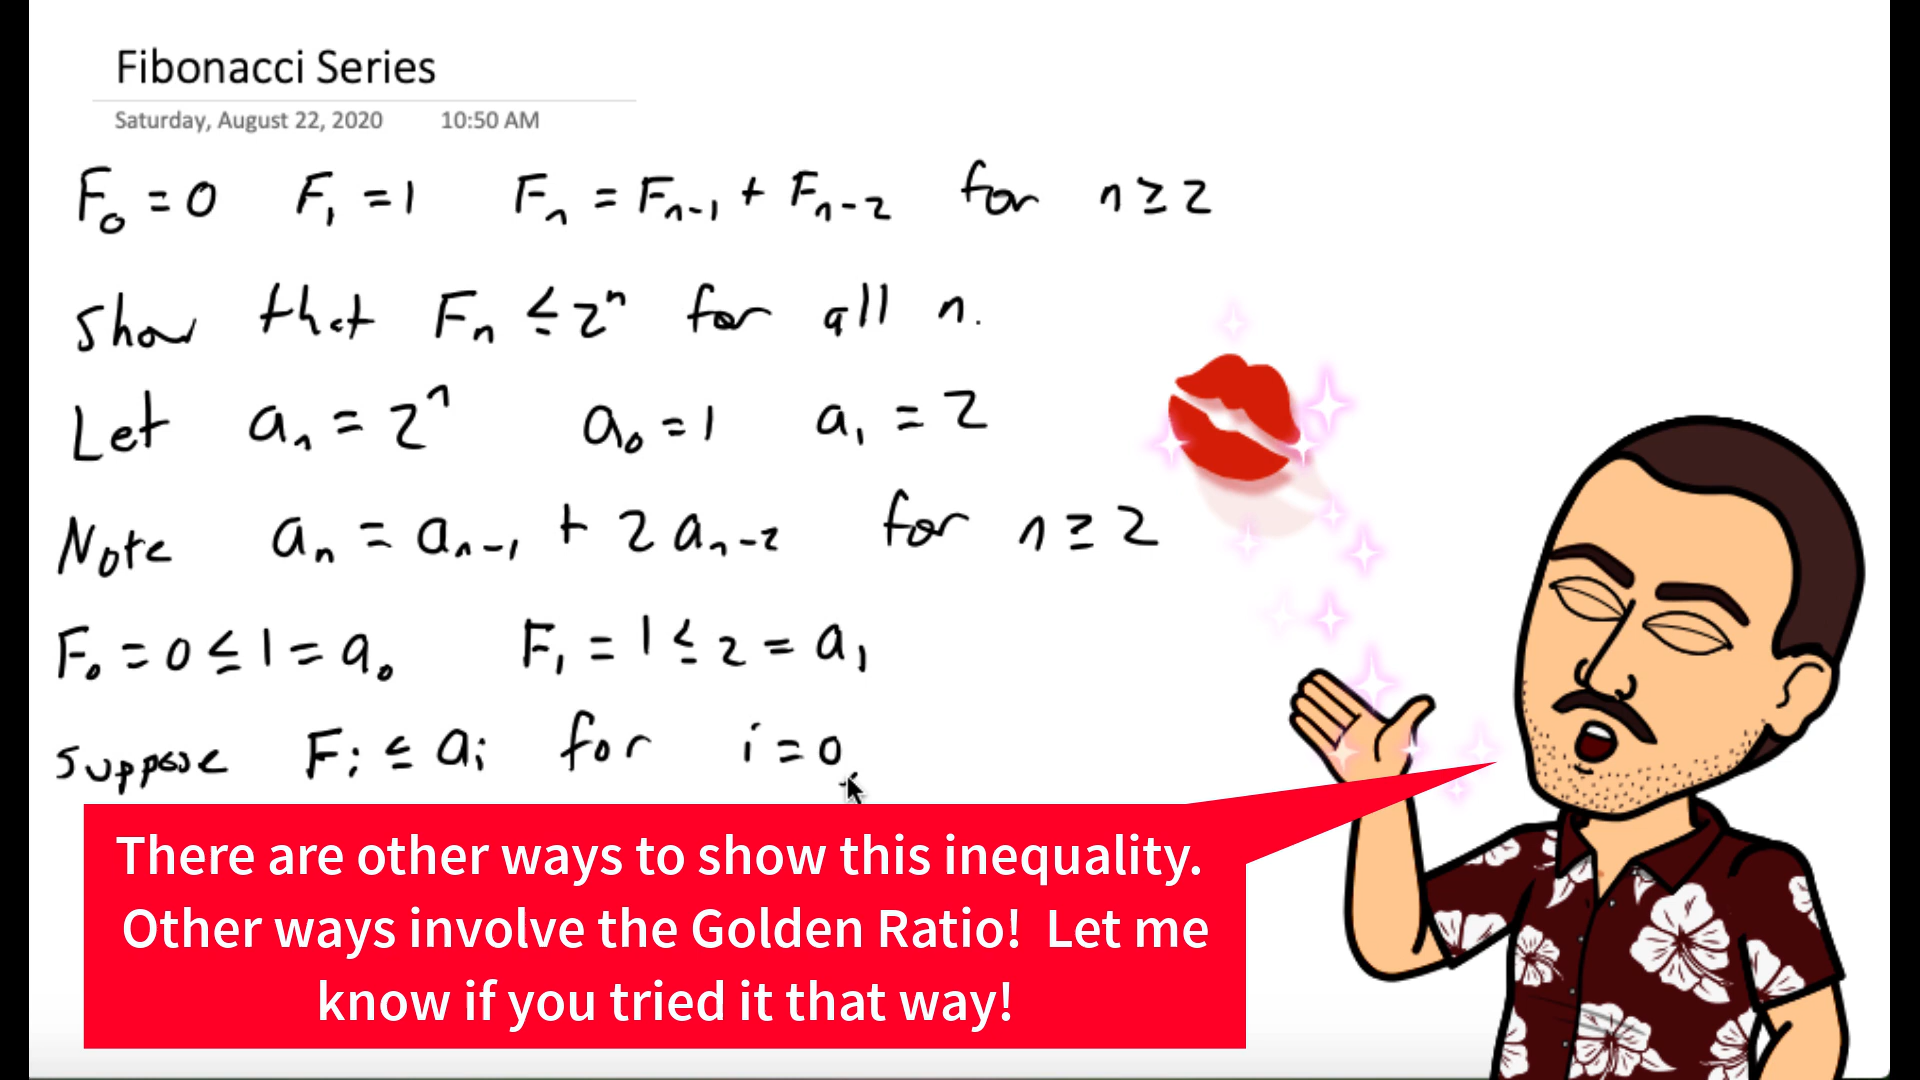 Fibonacci Series
Saturday, August 22, 2020 10:50 AM
F₀ = 0 F₁ = 1 Fₙ = Fₙ₋₁ + Fₙ₋₂ for n ≥ 2
Show that Fₙ ≤ 2ⁿ for all n.
Let aₙ = 2ⁿ a₀ = 1 a₁ = 2
Note aₙ = aₙ₋₁ + 2aₙ₋₂ for n ≥ 2
F₀ = 0 ≤ 1 = a₀ F₁ = 1 ≤ 2 = a₁
Suppose Fᵢ ≤ aᵢ for i = 0,
There are other ways to show this inequality.
Other ways involve the Golden Ratio! Let me
know if you tried it that way!